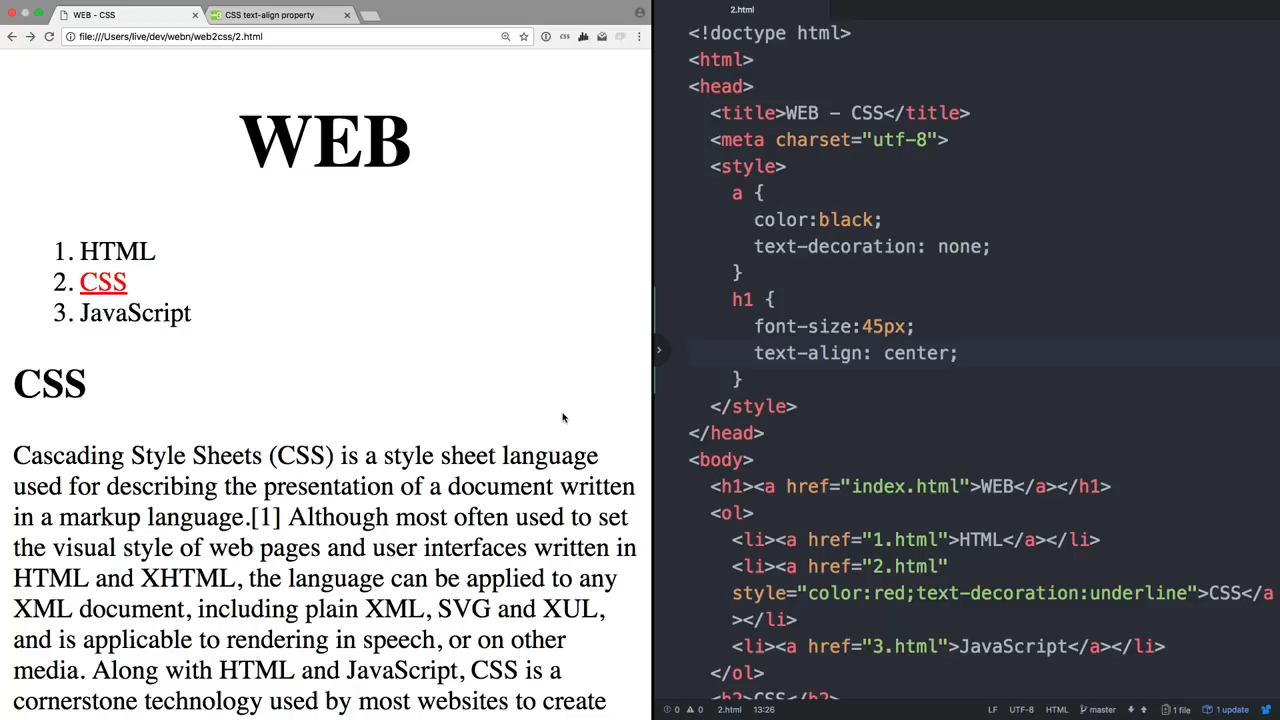 WEB - CSS
CSS text-align property
file:///Users/live/dev/webn/web2css/2.html
WEB
1. HTML
2. CSS
3. JavaScript
CSS
Cascading Style Sheets (CSS) is a style sheet language
used for describing the presentation of a document written
in a markup language.[1] Although most often used to set
the visual style of web pages and user interfaces written in
HTML and XHTML, the language can be applied to any
XML document, including plain XML, SVG and XUL,
and is applicable to rendering in speech, or on other
media. Along with HTML and JavaScript, CSS is a
cornerstone technology used by most websites to create
2.html
<!doctype html>
<html>
<head>
<title>WEB - CSS</title>
<meta charset="utf-8">
<style>
a {
color:black;
text-decoration: none;
}
h1 {
font-size:45px;
text-align: center;
}
</style>
</head>
<body>
<h1><a href="index.html">WEB</a></h1>
<ol>
<li><a href="1.html">HTML</a></li>
<li><a href="2.html"
style="color:red;text-decoration:underline">CSS</a
></li>
<li><a href="3.html">JavaScript</a></li>
</ol>
<h2>CSS</h2>
0 0 2.html 13:26 LF UTF-8 HTML master 1 file 1 update